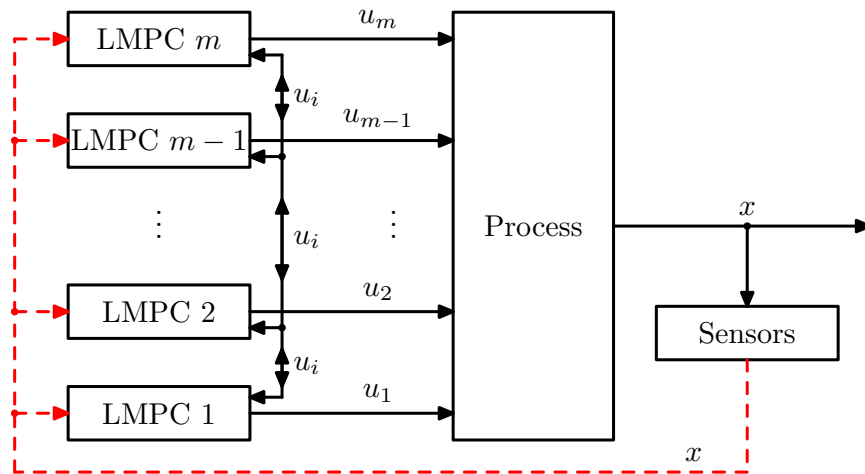 LMPC m
u_m
u_i
LMPC m − 1
u_{m−1}
⋮
u_i
⋮
Process
x
LMPC 2
u_2
Sensors
u_i
LMPC 1
u_1
x